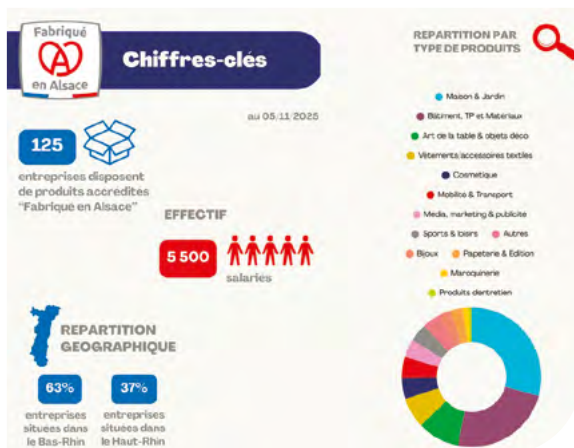 Fabriqué
en Alsace
Chiffres-clés
au 05/11/2025
125
entreprises disposent
de produits accrédités
"Fabriqué en Alsace"
EFFECTIF
5 500
salariés
REPARTITION
GEOGRAPHIQUE
63%
entreprises
situées dans
le Bas-Rhin
37%
entreprises
situées dans
le Haut-Rhin
REPARTITION PAR
TYPE DE PRODUITS
Maison & Jardin
Bâtiment, TP et Matériaux
Art de la table & objets déco
Vêtements accessoires textiles
Cosmétique
Mobilité & Transport
Media, marketing & publicité
Sports & loisirs
Autres
Bijoux
Papeterie & Edition
Maroquinerie
Produits d'entretien